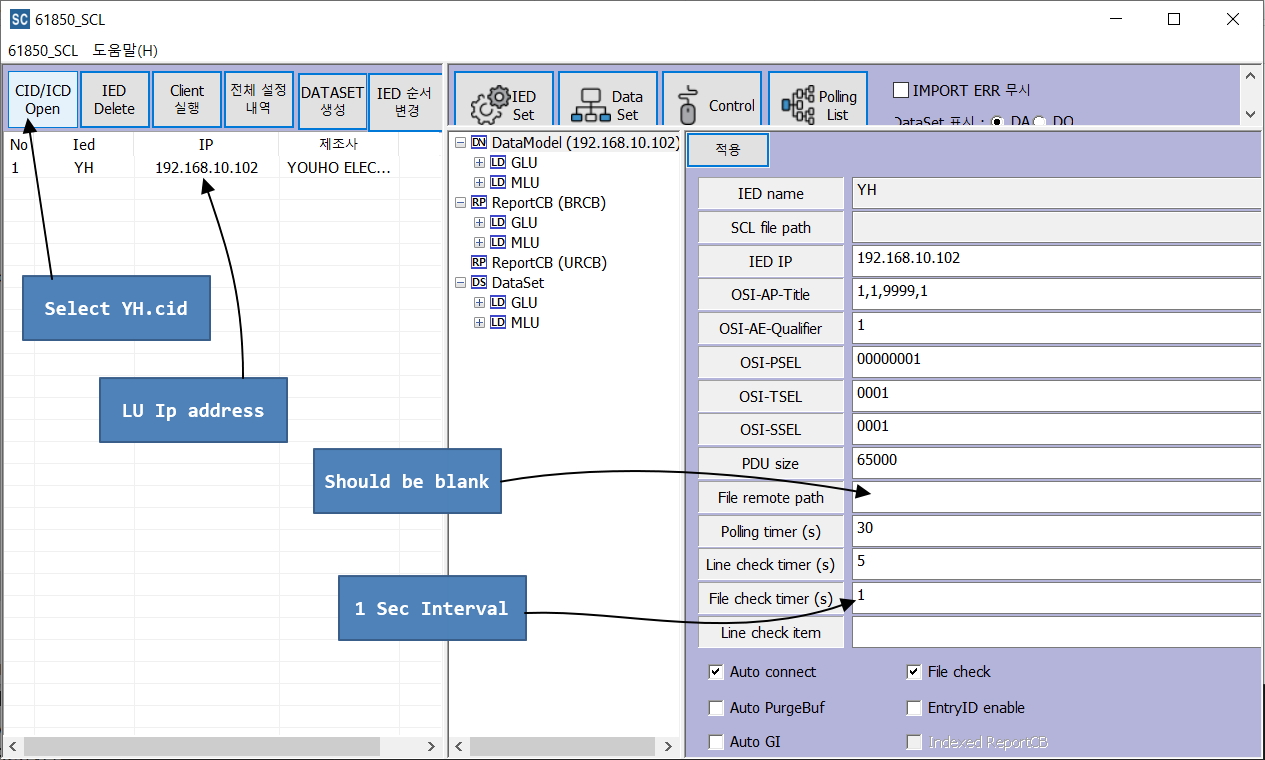 SC 61850_SCL
61850_SCL 도움말(H)
CID/ICD
Open
IED
Delete
Client
실행
전체 설정
내역
DATASET
생성
IED 순서
변경
IED
Set
Data
Set
Control
Polling
List
IMPORT ERR 무시
DataSet 표시 : DA DO
No Ied IP 제조사
1 YH 192.168.10.102 YOUHO ELEC...
Select YH.cid
LU Ip address
Should be blank
1 Sec Interval
DN DataModel (192.168.10.102)
LD GLU
LD MLU
RP ReportCB (BRCB)
LD GLU
LD MLU
RP ReportCB (URCB)
DS DataSet
LD GLU
LD MLU
적용
IED name YH
SCL file path
IED IP 192.168.10.102
OSI-AP-Title 1,1,9999,1
OSI-AE-Qualifier 1
OSI-PSEL 00000001
OSI-TSEL 0001
OSI-SSEL 0001
PDU size 65000
File remote path
Polling timer (s) 30
Line check timer (s) 5
File check timer (s) 1
Line check item
Auto connect File check
Auto PurgeBuf EntryID enable
Auto GI Indexed ReportCB